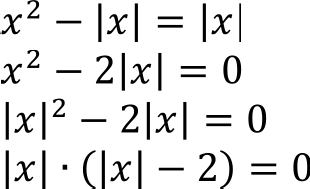 x² − |x| = |x|
x² − 2|x| = 0
|x|² − 2|x| = 0
|x| · (|x| − 2) = 0